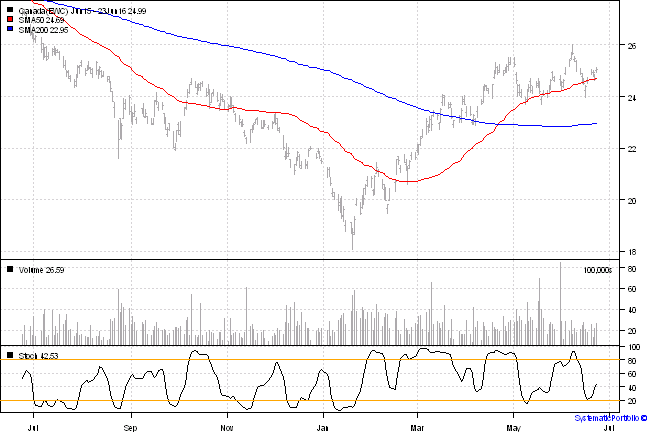 Canada(EWC) Jun15 - 23Jun16 24.99
SMA50 24.69
SMA200 22.95
26
24
22
20
18
Volume 26.59
100,000s
80
60
40
20
Stoch 42.53
100
80
60
40
20
Jul Sep Nov Jan Mar May Jul
SystematicPortfolio ©